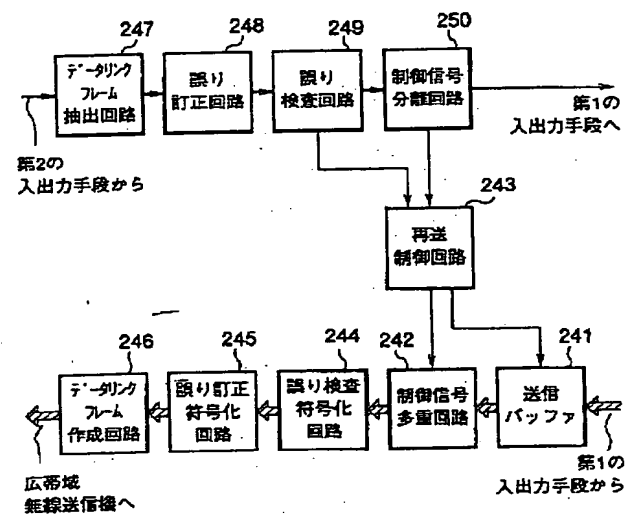 247
248
249
250
データリンク
フレーム
抽出回路
誤り
訂正回路
誤り
検査回路
制御信号
分離回路
第2の
入出力手段から
第1の
入出力手段へ
243
再送
制御回路
246
245
244
242
241
データリンク
フレーム
作成回路
誤り訂正
符号化
回路
誤り検査
符号化
回路
制御信号
多重回路
送信
バッファ
広帯域
無線送信機へ
第1の
入出力手段から